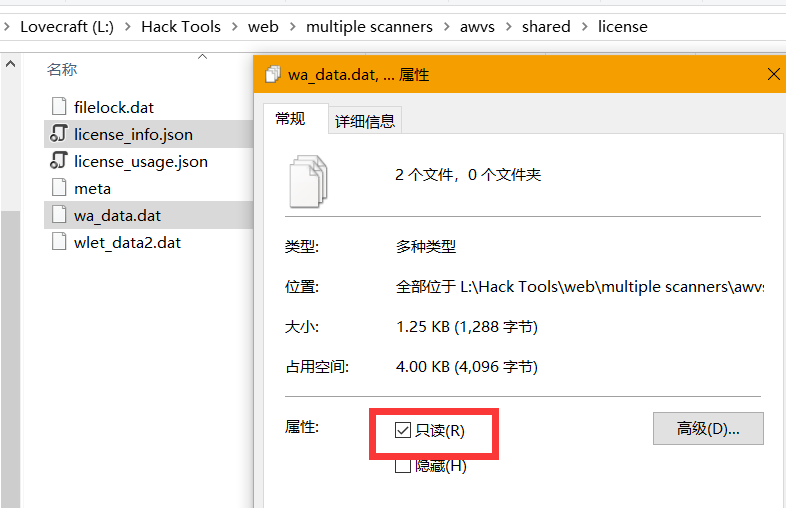 Lovecraft (L:) > Hack Tools > web > multiple scanners > awvs > shared > license
名称
filelock.dat
license_info.json
license_usage.json
meta
wa_data.dat
wlet_data2.dat
wa_data.dat, ... 属性
常规 详细信息
2 个文件，0 个文件夹
类型: 多种类型
位置: 全部位于 L:\Hack Tools\web\multiple scanners\awvs
大小: 1.25 KB (1,288 字节)
占用空间: 4.00 KB (4,096 字节)
属性: 只读(R) 高级(D)...
隐藏(H)